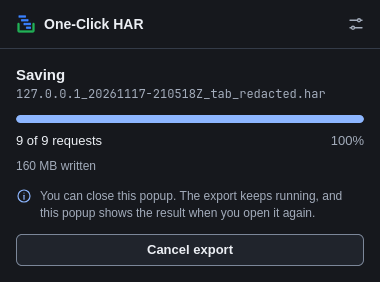 One-Click HAR
Saving
127.0.0.1_20261117-210518Z_tab_redacted.har
9 of 9 requests
100%
160 MB written
You can close this popup. The export keeps running, and
this popup shows the result when you open it again.
Cancel export